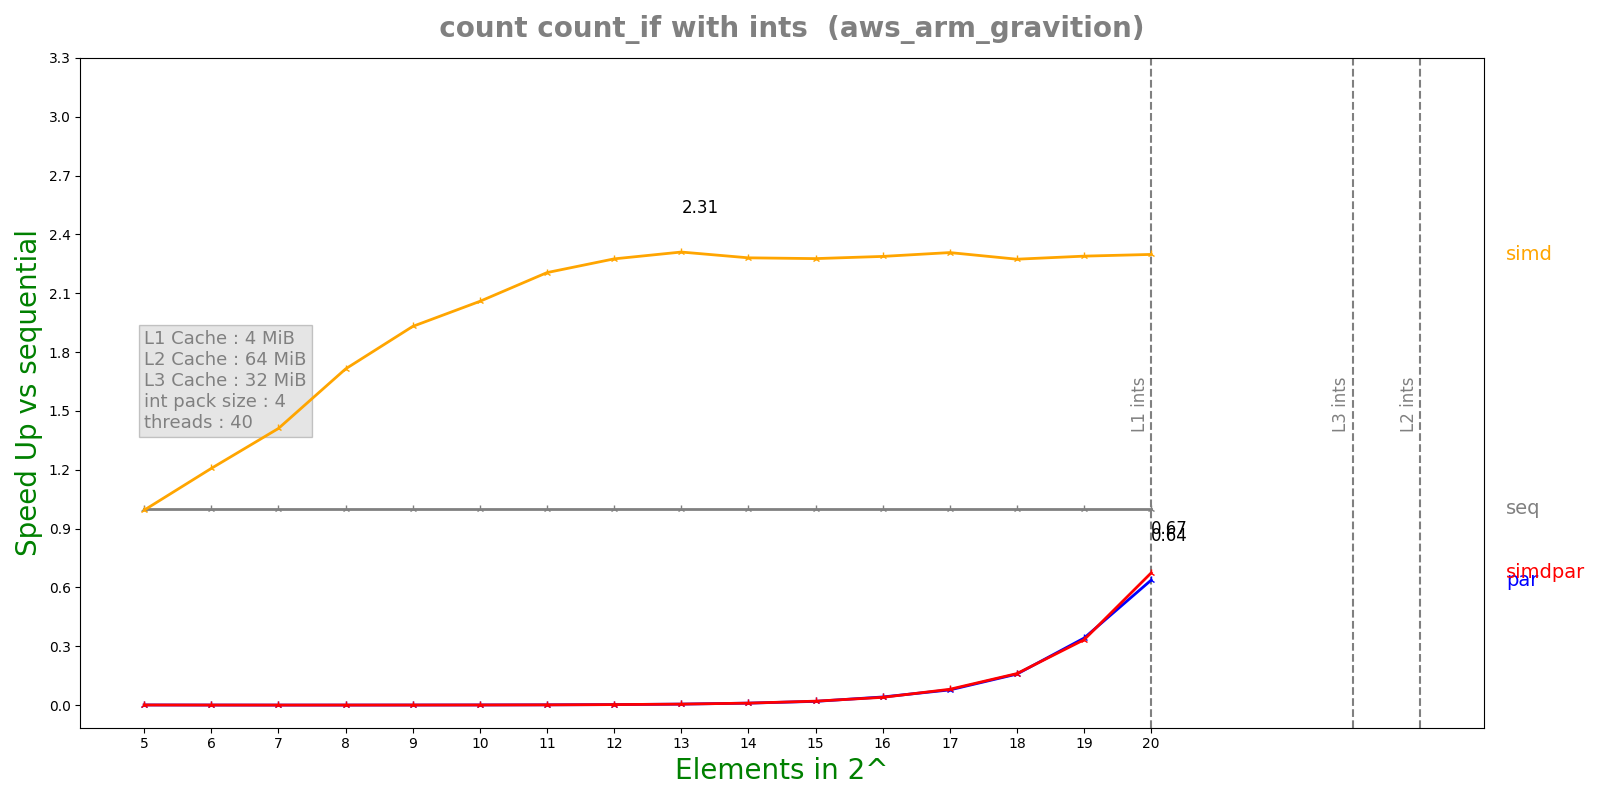 count count_if with ints  (aws_arm_gravition)
Speed Up vs sequential
3.3
3.0
2.7
2.4
2.1
1.8
1.5
1.2
0.9
0.6
0.3
0.0
2.31
L1 Cache : 4 MiB
L2 Cache : 64 MiB
L3 Cache : 32 MiB
int pack size : 4
threads : 40
L1 ints
L3 ints
L2 ints
0.67
0.64
simd
seq
simdpar
par
5 6 7 8 9 10 11 12 13 14 15 16 17 18 19 20
Elements in 2^